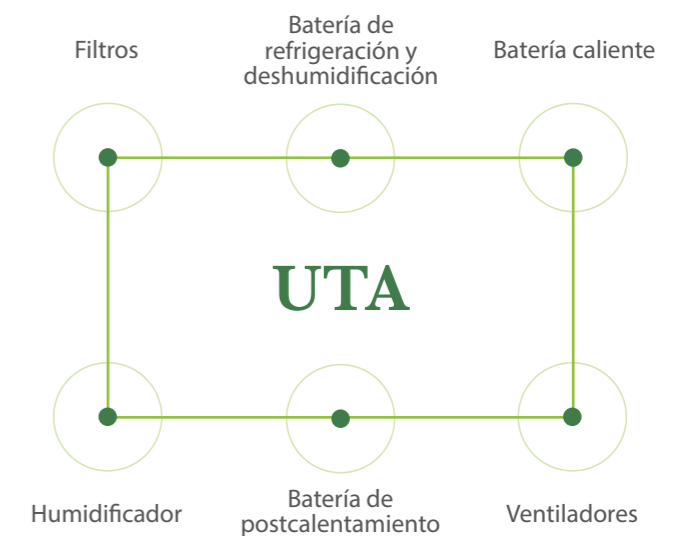 Filtros
Batería de
refrigeración y
deshumidificación
Batería caliente
UTA
Humidificador
Batería de
postcalentamiento
Ventiladores